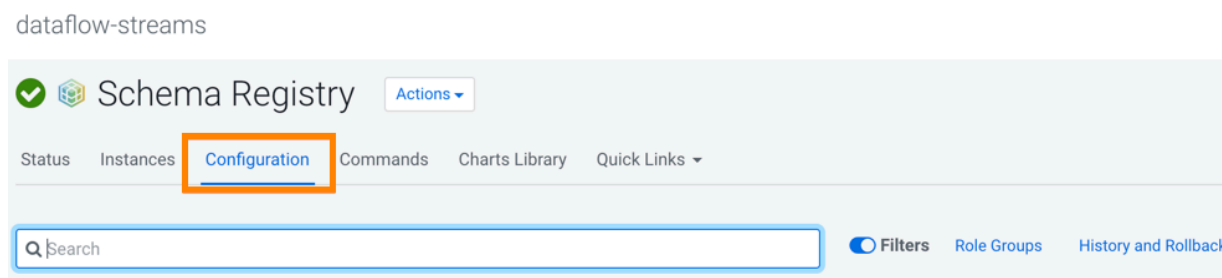 dataflow-streams
Schema Registry Actions
Status Instances Configuration Commands Charts Library Quick Links
Search Filters Role Groups History and Rollback